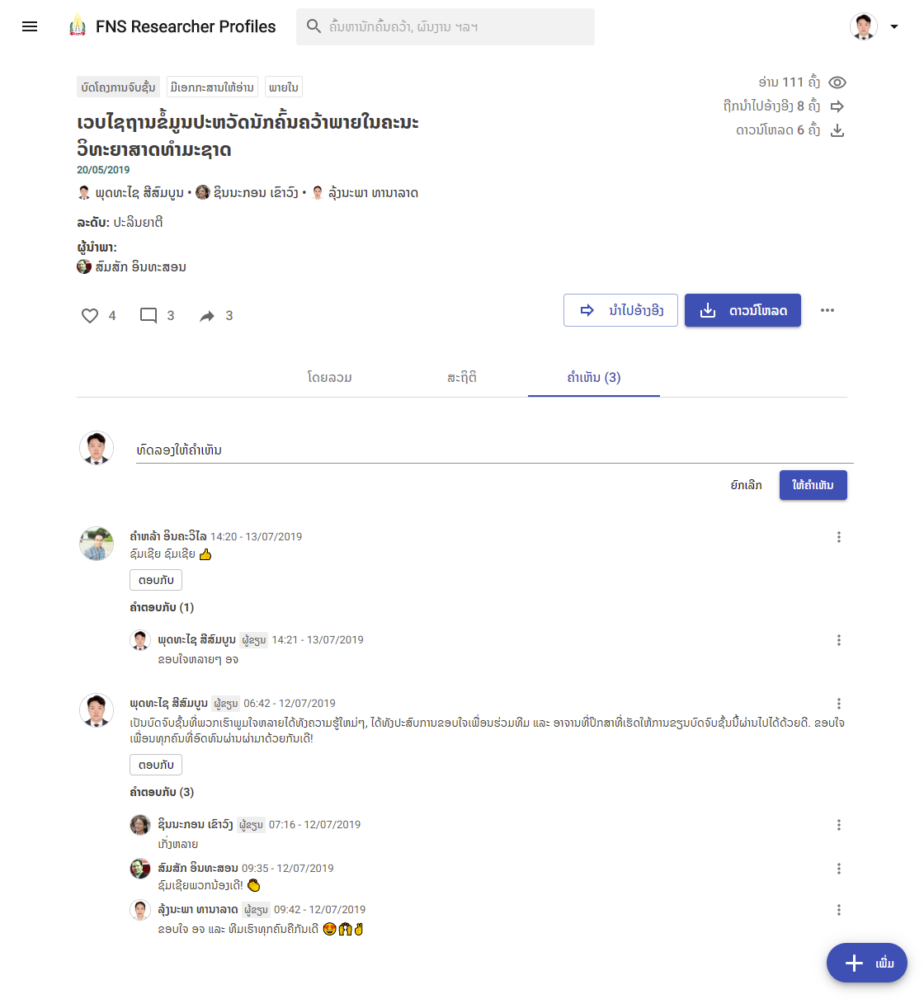 FNS Researcher Profiles
ຄົ້ນຫານັກຄົ້ນຄວ້າ, ຜົນງານ ຯລຯ
ບົດໂຄງການຈົບຊັ້ນ ມີເອກກະສານໃຫ້ອ່ານ ພາຍໃນ
ອ່ານ 111 ຄັ້ງ
ຖືກນຳໄປອ້າງອີງ 8 ຄັ້ງ
ດາວນ໌ໂຫລດ 6 ຄັ້ງ
ເວບໄຊຖານຂໍ້ມູນປະຫວັດນັກຄົ້ນຄວ້າພາຍໃນຄະນະ
ວິທະຍາສາດທຳມະຊາດ
20/05/2019
ພຸດທະໄຊ ສີສົມບູນ • ຊິນນະກອນ ເຂົາວົງ • ລຸ້ງນະພາ ທານາລາດ
ລະດັບ: ປະລິນຍາຕີ
ຜູ້ນຳພາ:
ສົມສັກ ອິນທະສອນ
4 3 3
ນຳໄປອ້າງອີງ ດາວນ໌ໂຫລດ
ໂດຍລວມ ສະຖິຕິ ຄຳເຫັນ (3)
ທົດລອງໃຫ້ຄຳເຫັນ
ຍົກເລີກ ໃຫ້ຄຳເຫັນ
ຄຳຫລ້າ ອິນຄະວິໄລ 14:20 - 13/07/2019
ຊົມເຊີຍ ຊົມເຊີຍ 👍
ຕອບກັບ
ຄຳຕອບກັບ (1)
ພຸດທະໄຊ ສີສົມບູນ ຜູ້ຂຽນ 14:21 - 13/07/2019
ຂອບໃຈຫລາຍໆ ອຈ
ພຸດທະໄຊ ສີສົມບູນ ຜູ້ຂຽນ 06:42 - 12/07/2019
ເປັນບົດຈົບຊັ້ນທີ່ພວກເຮົາພູມໃຈຫລາຍໄດ້ທັງຄວາມຮູ້ໃຫມ່ໆ, ໄດ້ທັງປະສົບການຂອບໃຈເພື່ອນຮ່ວມທີມ ແລະ ອາຈານທີ່ປຶກສາທີ່ເຮັດໃຫ້ການຂຽນບົດຈົບຊັ້ນນີ້ຜ່ານໄປໄດ້ດ້ວຍດີ. ຂອບໃຈ
ເພື່ອນທຸກຄົນທີ່ອົດທົນຜ່ານຜ່າມາດ້ວຍກັນເດີ!
ຕອບກັບ
ຄຳຕອບກັບ (3)
ຊິນນະກອນ ເຂົາວົງ ຜູ້ຂຽນ 07:16 - 12/07/2019
ເກັ່ງຫລາຍ
ສົມສັກ ອິນທະສອນ 09:35 - 12/07/2019
ຊົມເຊີຍພວກນ້ອງເດີ! 👏
ລຸ້ງນະພາ ທານາລາດ ຜູ້ຂຽນ 09:42 - 12/07/2019
ຂອບໃຈ ອຈ ແລະ ທີມເຮົາທຸກຄົນຄືກັນເດີ 😍🙌✌
ເພີ່ມ